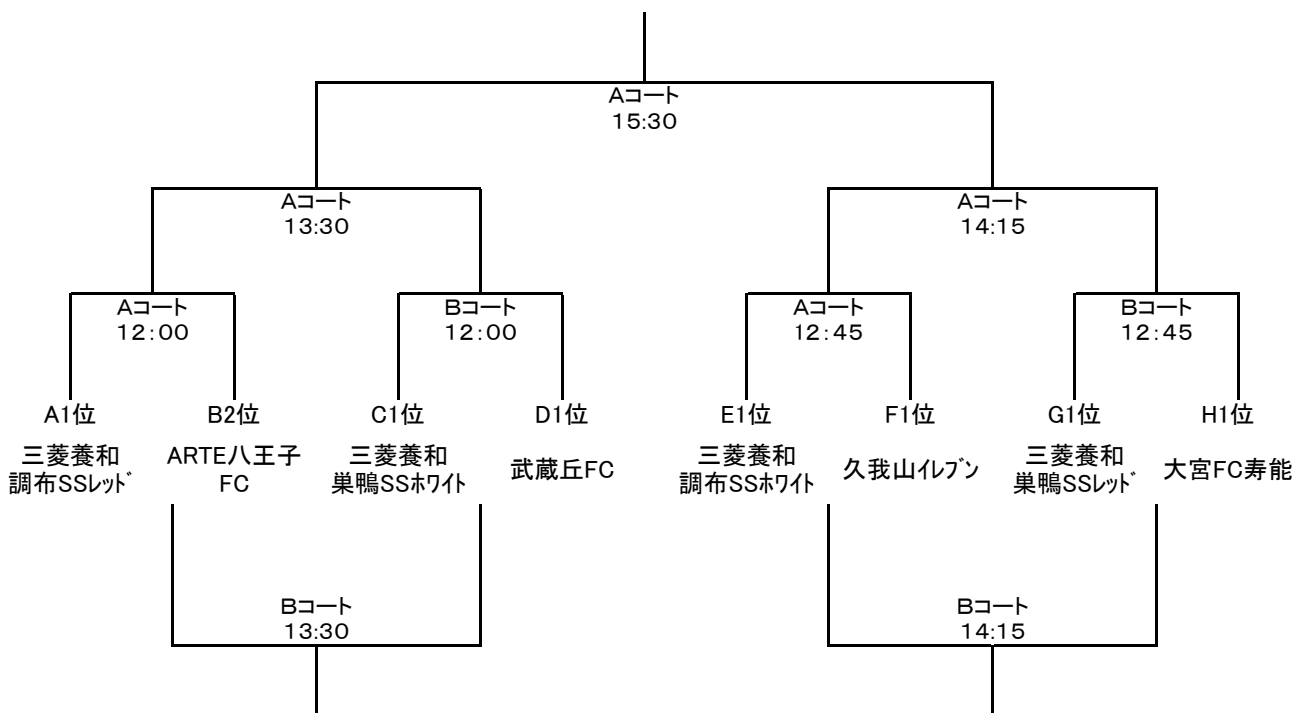 Aコート
15:30
Aコート
13:30
Aコート
14:15
Aコート
12:00
Bコート
12:00
Aコート
12:45
Bコート
12:45
A1位
B2位
C1位
D1位
E1位
F1位
G1位
H1位
三菱養和
調布SSレッド
ARTE八王子
FC
三菱養和
巣鴨SSホワイト
武蔵丘FC
三菱養和
調布SSホワイト
久我山イレブン
三菱養和
巣鴨SSレッド
大宮FC寿能
Bコート
13:30
Bコート
14:15